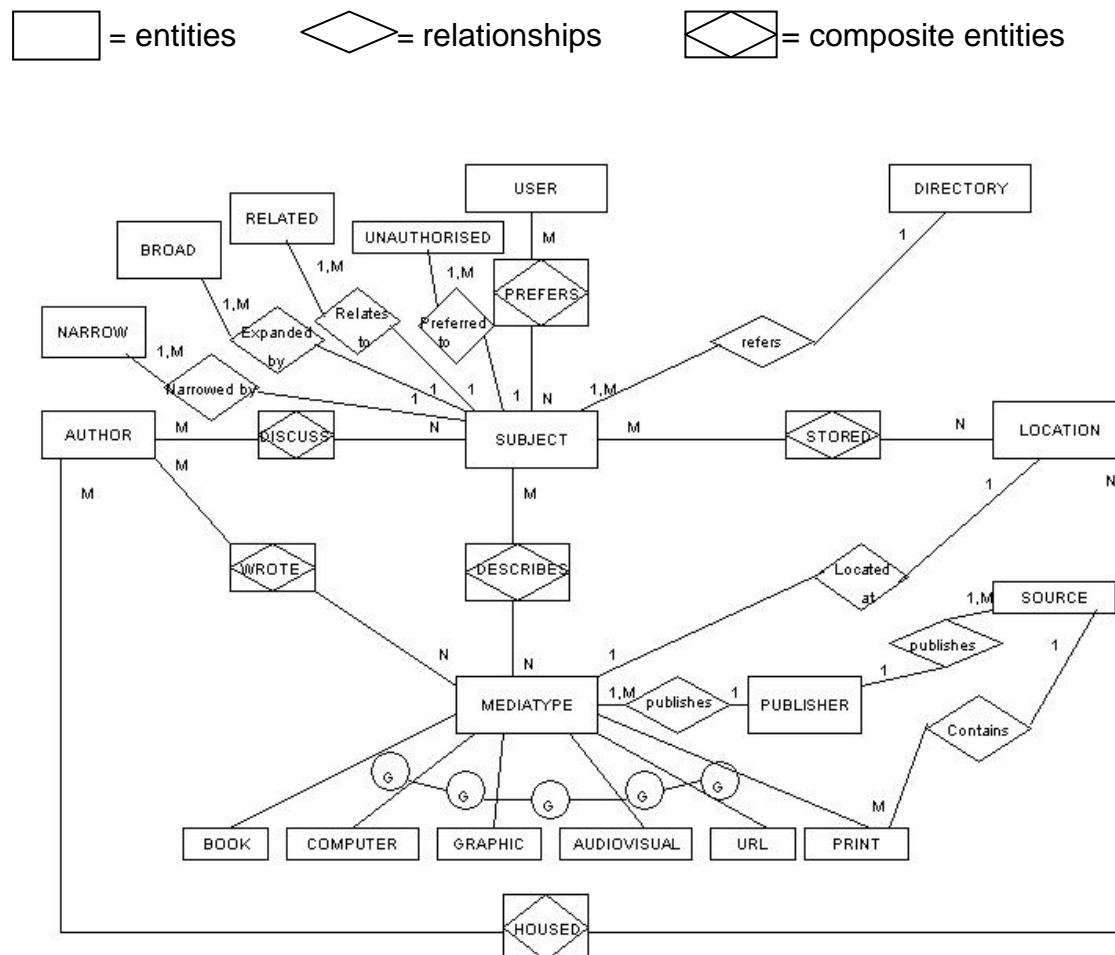 = entities
= relationships
= composite entities
USER
DIRECTORY
RELATED
UNAUTHORISED
BROAD
M
1
1,M
1,M
PREFERS
1,M
Relates
to
Preferred
to
NARROW
Expanded
by
refers
1,M
Narrowed by
1
1
1
1
N
1,M
AUTHOR
M
DISCUSS
N
SUBJECT
M
STORED
N
LOCATION
M
M
M
1
N
WROTE
DESCRIBES
Located
at
1,M
SOURCE
publishes
1
N
N
1
1
MEDIATYPE
1,M
publishes
1
PUBLISHER
Contains
G
G
G
G
G
M
BOOK
COMPUTER
GRAPHIC
AUDIOVISUAL
URL
PRINT
HOUSED